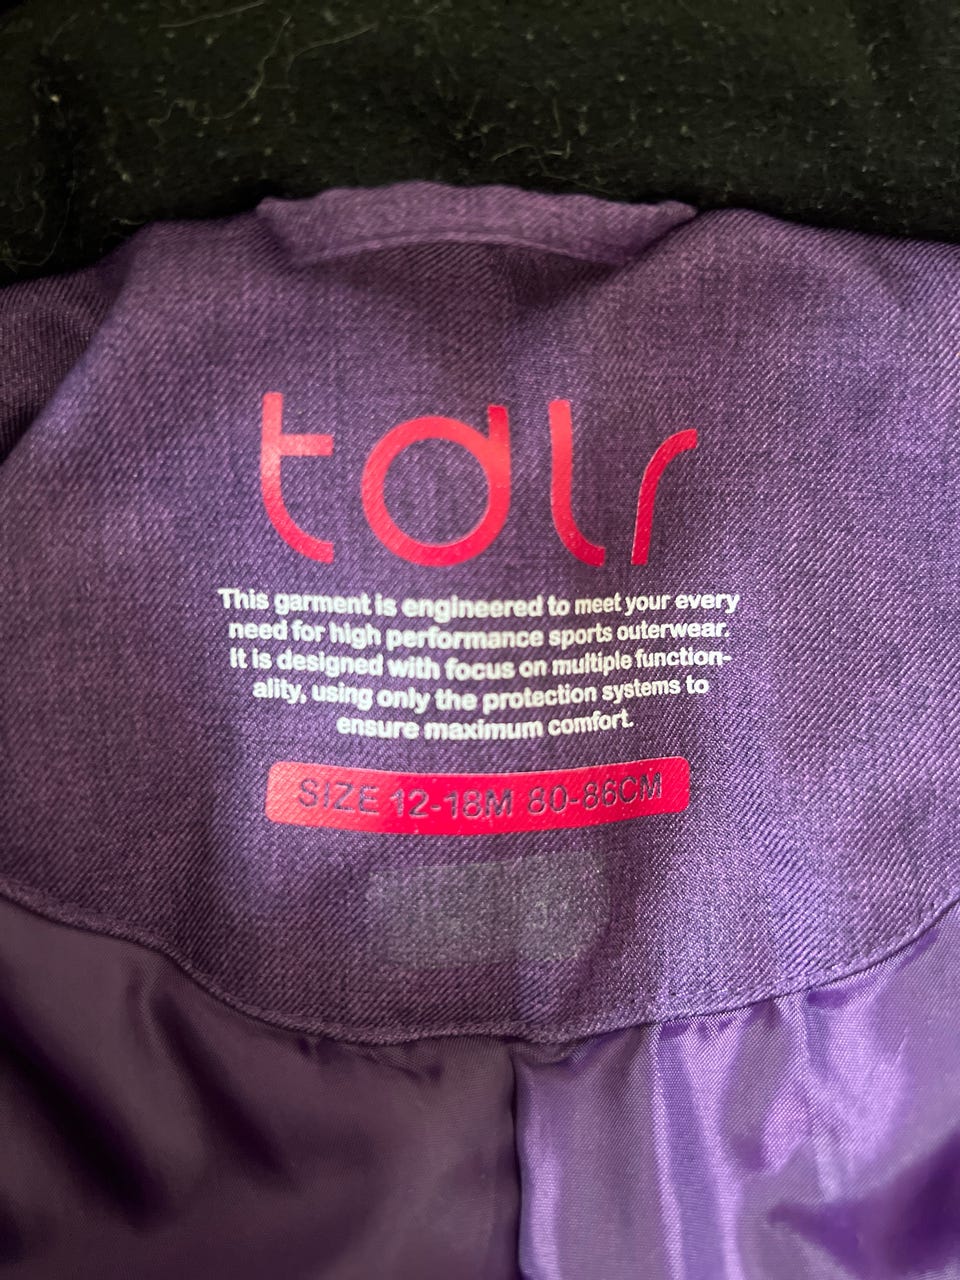 tdlr
This garment is engineered to meet your every
need for high performance sports outerwear.
It is designed with focus on multiple function-
ality, using only the protection systems to
ensure maximum comfort.
SIZE 12-18M 80-86CM